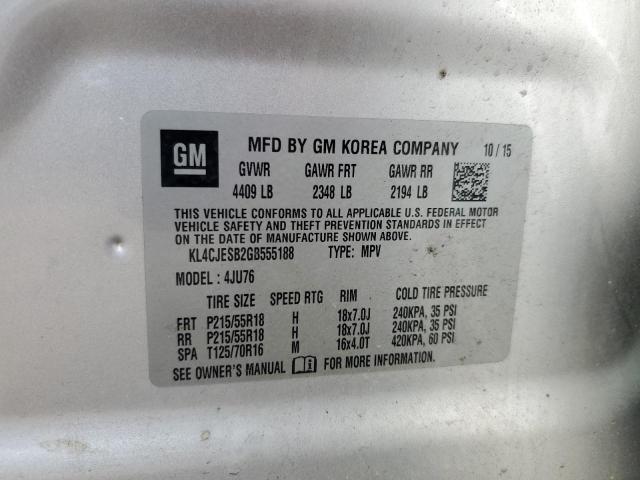 GM
MFD BY GM KOREA COMPANY 10/15
GVWR GAWR FRT GAWR RR
4409 LB 2348 LB 2194 LB
THIS VEHICLE CONFORMS TO ALL APPLICABLE U.S. FEDERAL MOTOR
VEHICLE SAFETY AND THEFT PREVENTION STANDARDS IN EFFECT
ON THE DATE OF MANUFACTURE SHOWN ABOVE.
KL4CJESB2GB555188 TYPE: MPV
MODEL: 4JU76
TIRE SIZE SPEED RTG RIM COLD TIRE PRESSURE
FRT P215/55R18 H 18x7.0J 240KPA, 35 PSI
RR P215/55R18 H 18x7.0J 240KPA, 35 PSI
SPA T125/70R16 M 16x4.0T 420KPA, 60 PSI
SEE OWNER'S MANUAL FOR MORE INFORMATION.